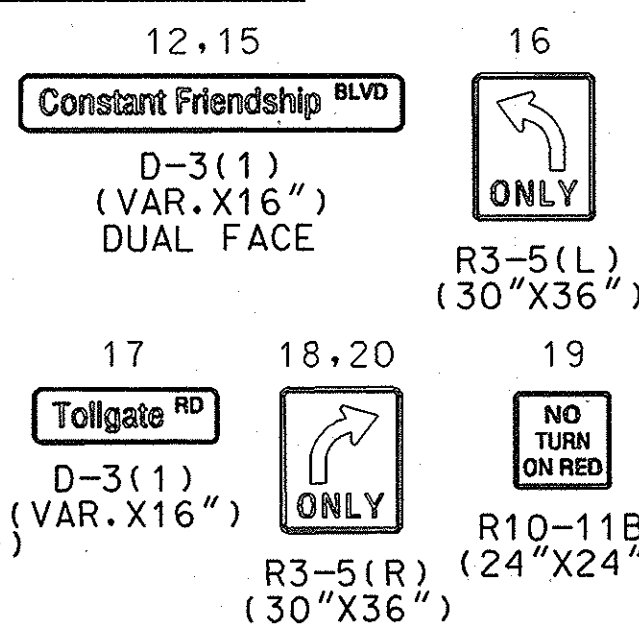 12,15
Constant Friendship BLVD
D-3(1)
(VAR.X16")
DUAL FACE
16
ONLY
R3-5(L)
(30"X36")
17
Tollgate RD
D-3(1)
(VAR.X16")
)
18,20
ONLY
R3-5(R)
(30"X36")
19
NO
TURN
ON RED
R10-11B
(24"X24"